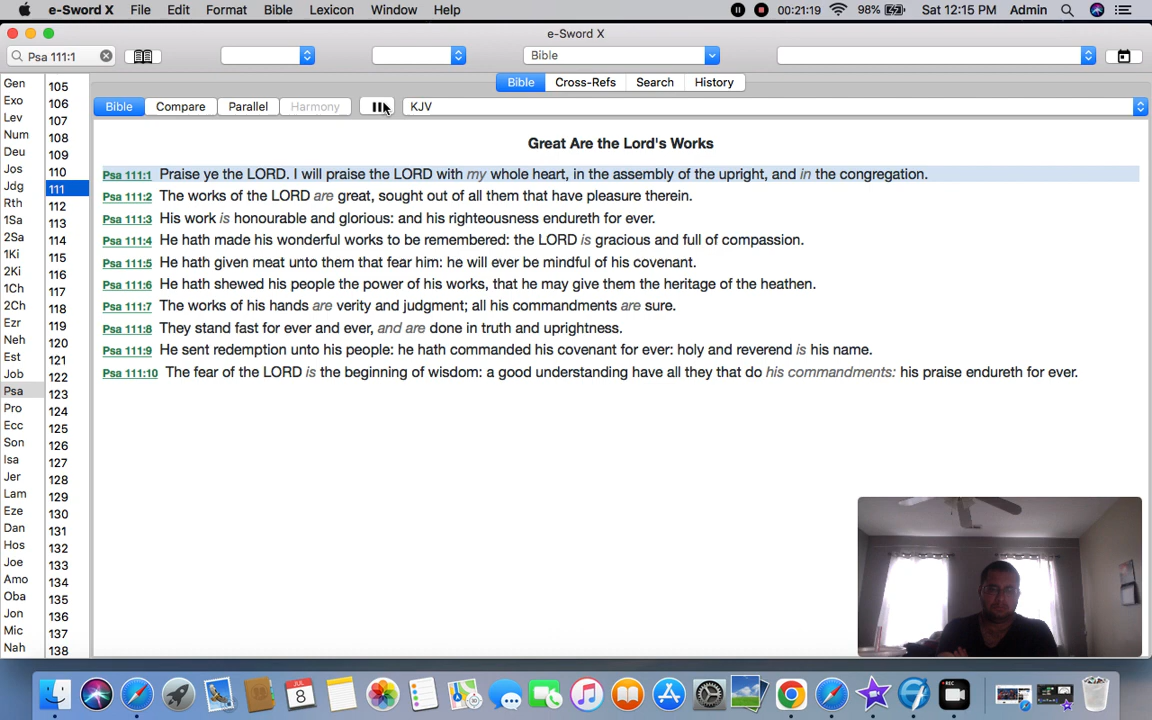 e-Sword X File Edit Format Bible Lexicon Window Help 00:21:19 98% Sat 12:15 PM Admin
e-Sword X
Psa 111:1 Bible
Bible Cross-Refs Search History
Bible Compare Parallel Harmony KJV
Gen
Exo
Lev
Num
Deu
Jos
Jdg
Rth
1Sa
2Sa
1Ki
2Ki
1Ch
2Ch
Ezr
Neh
Est
Job
Psa
Pro
Ecc
Son
Isa
Jer
Lam
Eze
Dan
Hos
Joe
Amo
Oba
Jon
Mic
Nah
105
106
107
108
109
110
111
112
113
114
115
116
117
118
119
120
121
122
123
124
125
126
127
128
129
130
131
132
133
134
135
136
137
138
Great Are the Lord's Works
Psa 111:1 Praise ye the LORD. I will praise the LORD with my whole heart, in the assembly of the upright, and in the congregation.
Psa 111:2 The works of the LORD are great, sought out of all them that have pleasure therein.
Psa 111:3 His work is honourable and glorious: and his righteousness endureth for ever.
Psa 111:4 He hath made his wonderful works to be remembered: the LORD is gracious and full of compassion.
Psa 111:5 He hath given meat unto them that fear him: he will ever be mindful of his covenant.
Psa 111:6 He hath shewed his people the power of his works, that he may give them the heritage of the heathen.
Psa 111:7 The works of his hands are verity and judgment; all his commandments are sure.
Psa 111:8 They stand fast for ever and ever, and are done in truth and uprightness.
Psa 111:9 He sent redemption unto his people: he hath commanded his covenant for ever: holy and reverend is his name.
Psa 111:10 The fear of the LORD is the beginning of wisdom: a good understanding have all they that do his commandments: his praise endureth for ever.
8
REC